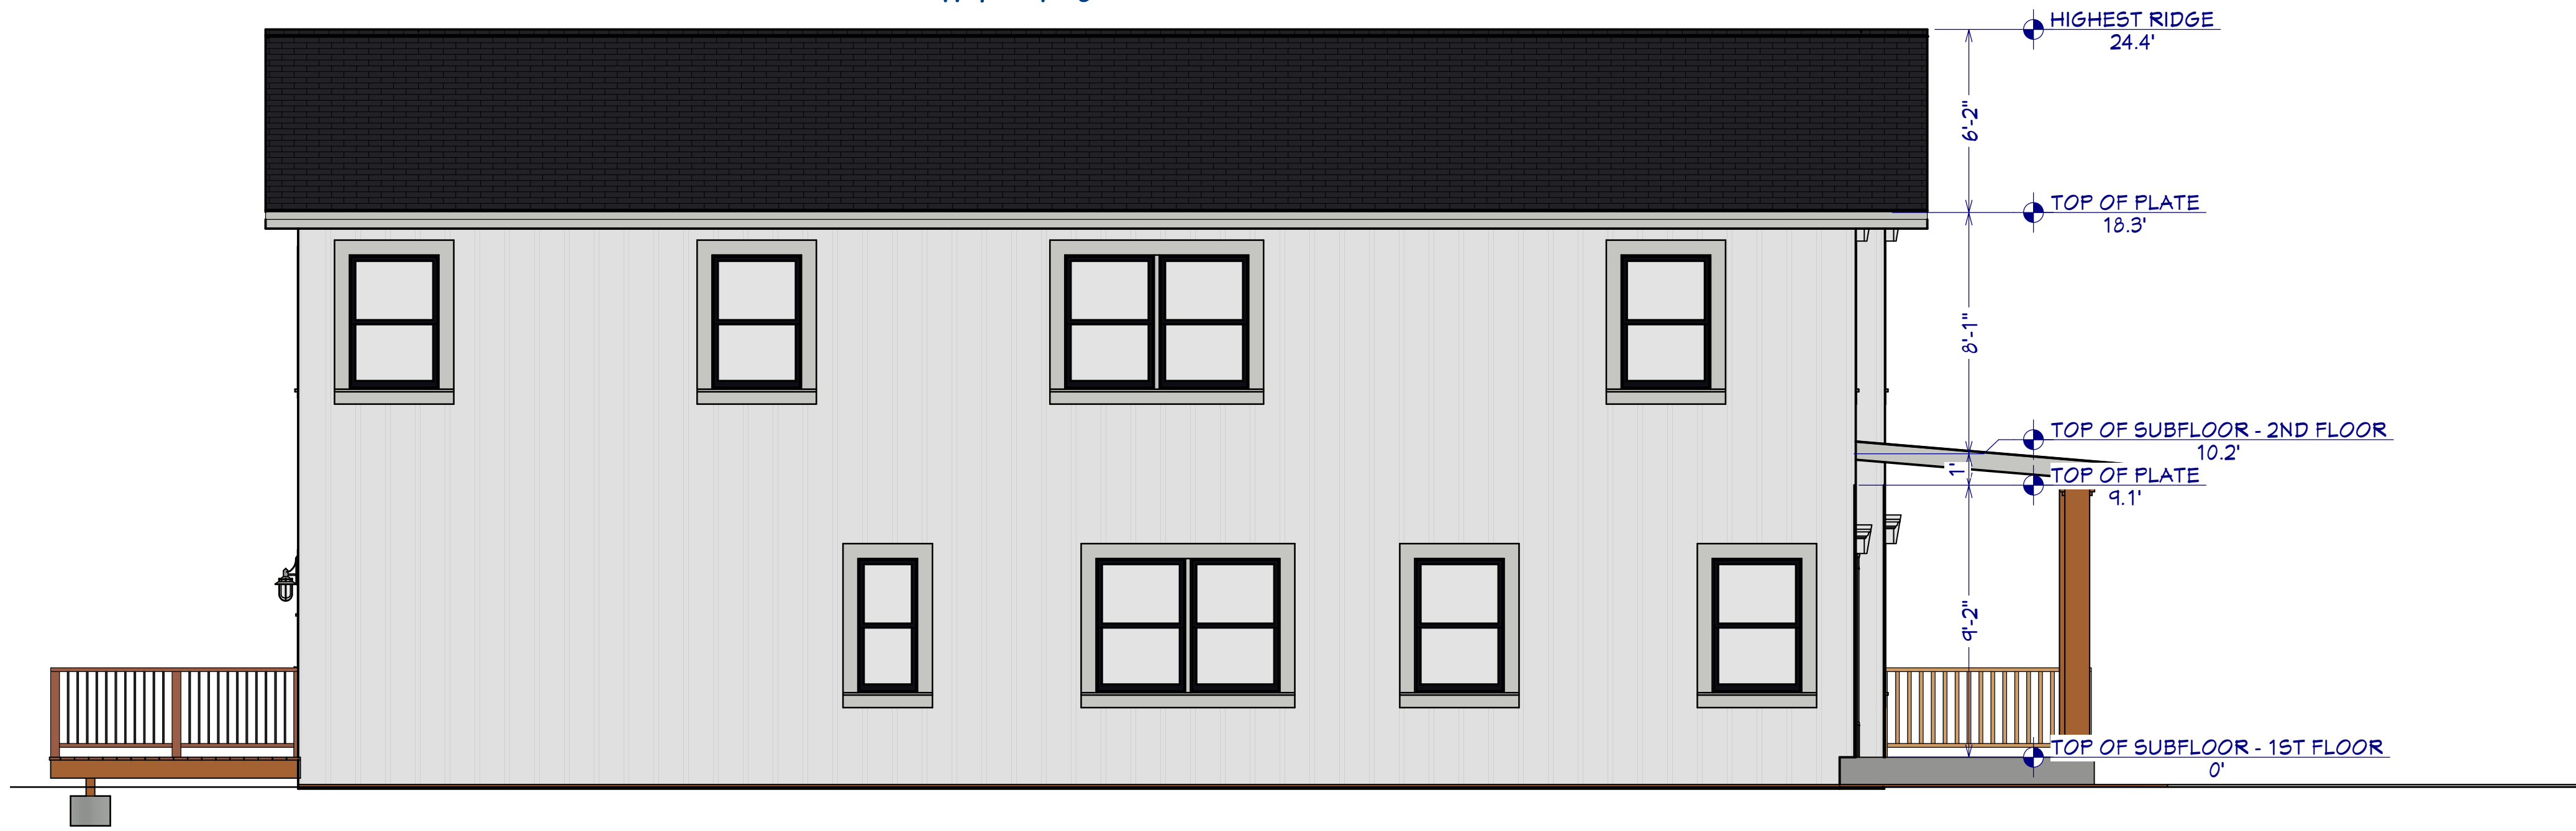 HIGHEST RIDGE
24.4'
6'-2"
TOP OF PLATE
18.3'
8'-1"
TOP OF SUBFLOOR - 2ND FLOOR
10.2'
1'
TOP OF PLATE
9.1'
9'-2"
TOP OF SUBFLOOR - 1ST FLOOR
0'